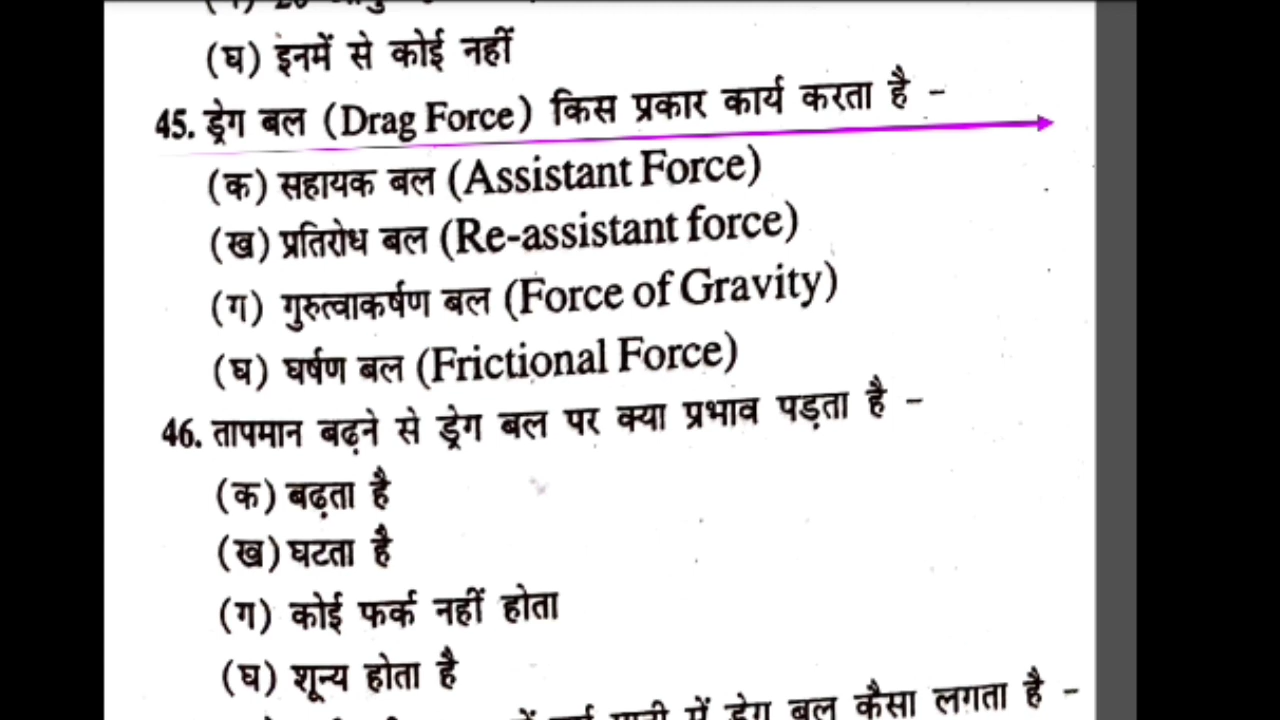 (घ) इनमें से कोई नहीं
45. ड्रेग बल (Drag Force) किस प्रकार कार्य करता है -
(क) सहायक बल (Assistant Force)
(ख) प्रतिरोध बल (Re-assistant force)
(ग) गुरुत्वाकर्षण बल (Force of Gravity)
(घ) घर्षण बल (Frictional Force)
46. तापमान बढ़ने से ड्रेग बल पर क्या प्रभाव पड़ता है -
(क) बढ़ता है
(ख) घटता है
(ग) कोई फर्क नहीं होता
(घ) शून्य होता है
में ड्रेग बल कैसा लगता है -